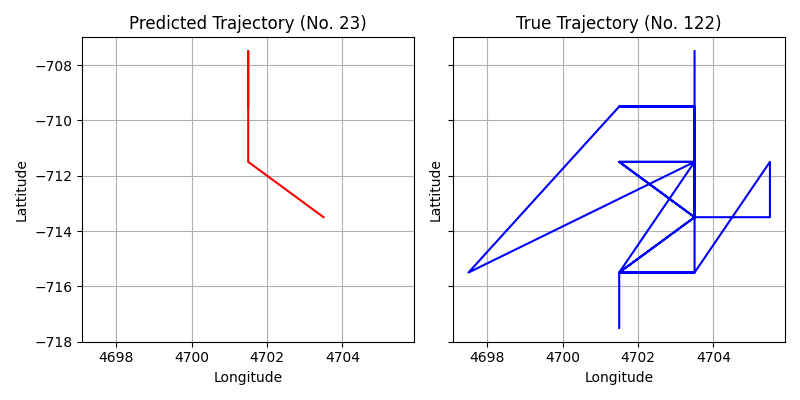 Predicted Trajectory (No. 23)
−708
−710
−712
−714
−716
−718
Lattitude
4698 4700 4702 4704
Longitude
True Trajectory (No. 122)
Lattitude
4698 4700 4702 4704
Longitude